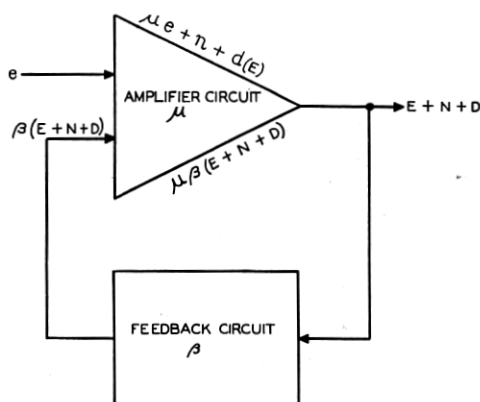 μe + n + d(E)
e
AMPLIFIER CIRCUIT
μ
E + N + D
β(E + N + D)
μβ(E + N + D)
FEEDBACK CIRCUIT
β